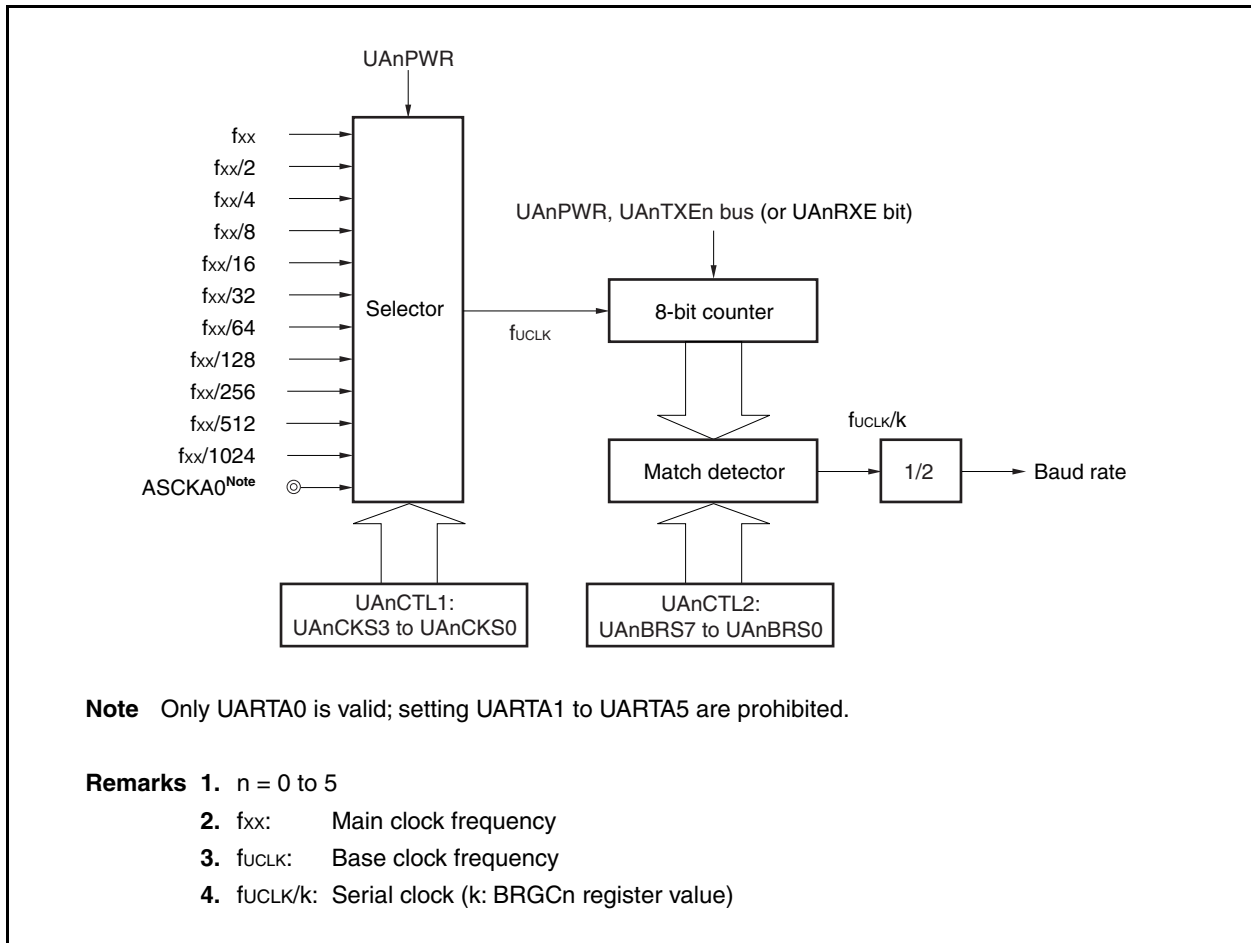 UAnPWR
fxx
fxx/2
fxx/4
fxx/8
fxx/16
fxx/32
fxx/64
fxx/128
fxx/256
fxx/512
fxx/1024
ASCKA0Note
Selector
fUCLK
UAnPWR, UAnTXEn bus (or UAnRXE bit)
8-bit counter
Match detector
fUCLK/k
1/2
Baud rate
UAnCTL1:
UAnCKS3 to UAnCKS0
UAnCTL2:
UAnBRS7 to UAnBRS0
Note Only UARTA0 is valid; setting UARTA1 to UARTA5 are prohibited.
Remarks 1. n = 0 to 5
2. fxx: Main clock frequency
3. fUCLK: Base clock frequency
4. fUCLK/k: Serial clock (k: BRGCn register value)